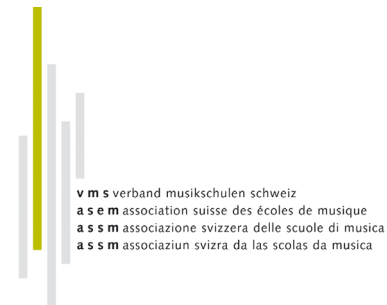 vms verband musikschulen schweiz
asem association suisse des écoles de musique
assm associazione svizzera delle scuole di musica
assm associaziun svizra da las scolas da musica